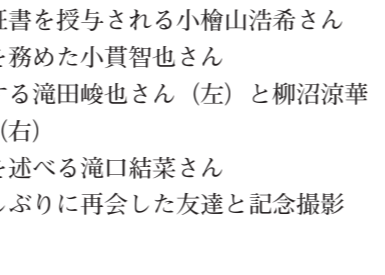 証書を授与される小檜山浩希さん
を務めた小貫智也さん
する滝田峻也さん（左）と柳沼涼華
（右）
を述べる滝口結菜さん
しぶりに再会した友達と記念撮影